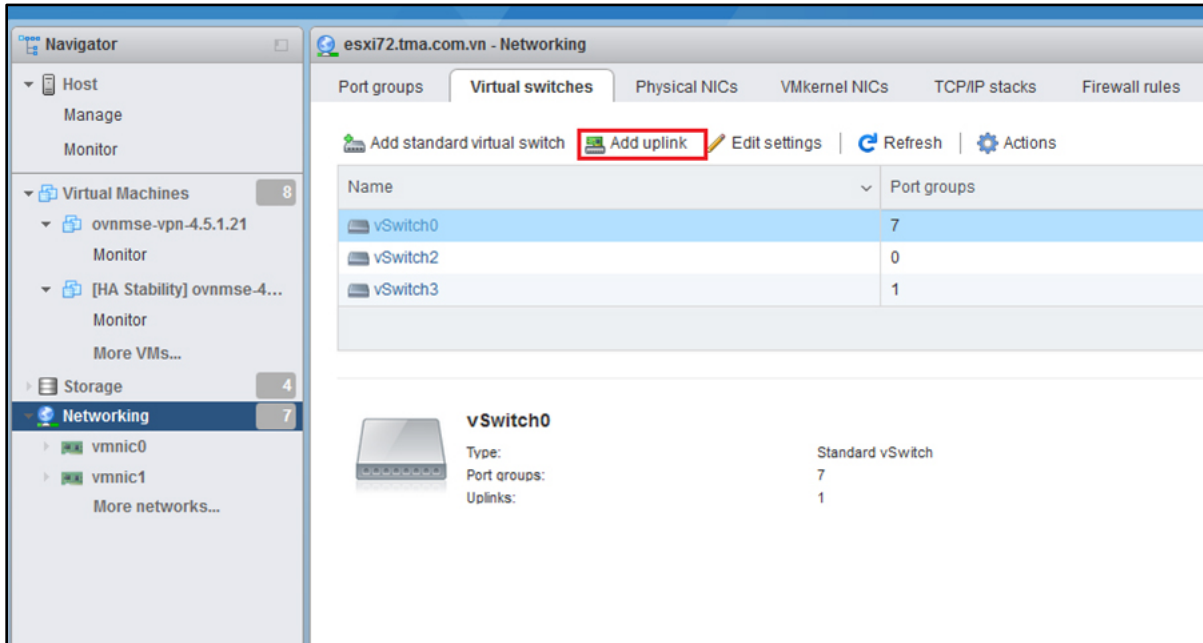 Navigator
Host
Manage
Monitor
Virtual Machines 8
ovnmse-vpn-4.5.1.21
Monitor
[HA Stability] ovnmse-4...
Monitor
More VMs...
Storage 4
Networking 7
vmnic0
vmnic1
More networks...
esxi72.tma.com.vn - Networking
Port groups Virtual switches Physical NICs VMkernel NICs TCP/IP stacks Firewall rules
Add standard virtual switch Add uplink Edit settings Refresh Actions
Name Port groups
vSwitch0 7
vSwitch2 0
vSwitch3 1
vSwitch0
Type: Standard vSwitch
Port groups: 7
Uplinks: 1